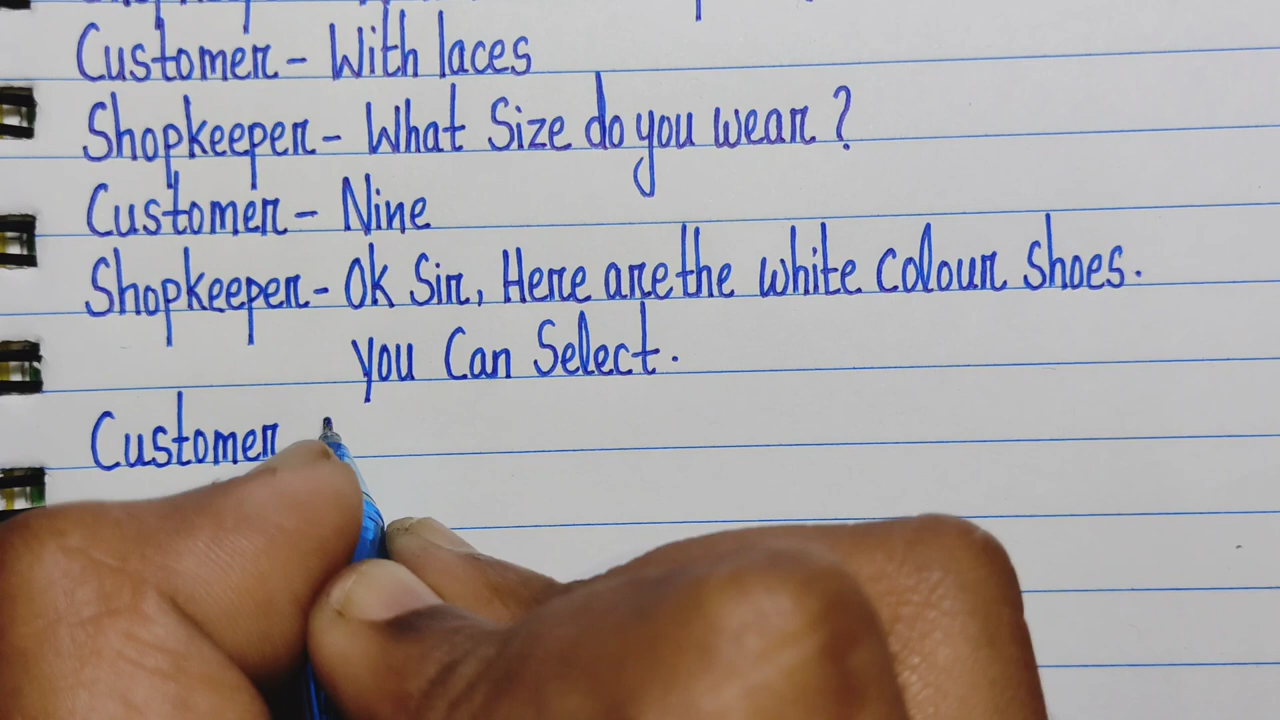 Customer - With laces
Shopkeeper - What Size do you wear ?
Customer - Nine
Shopkeeper - Ok Sir, Here are the white Colour Shoes.
you Can Select.
Customer